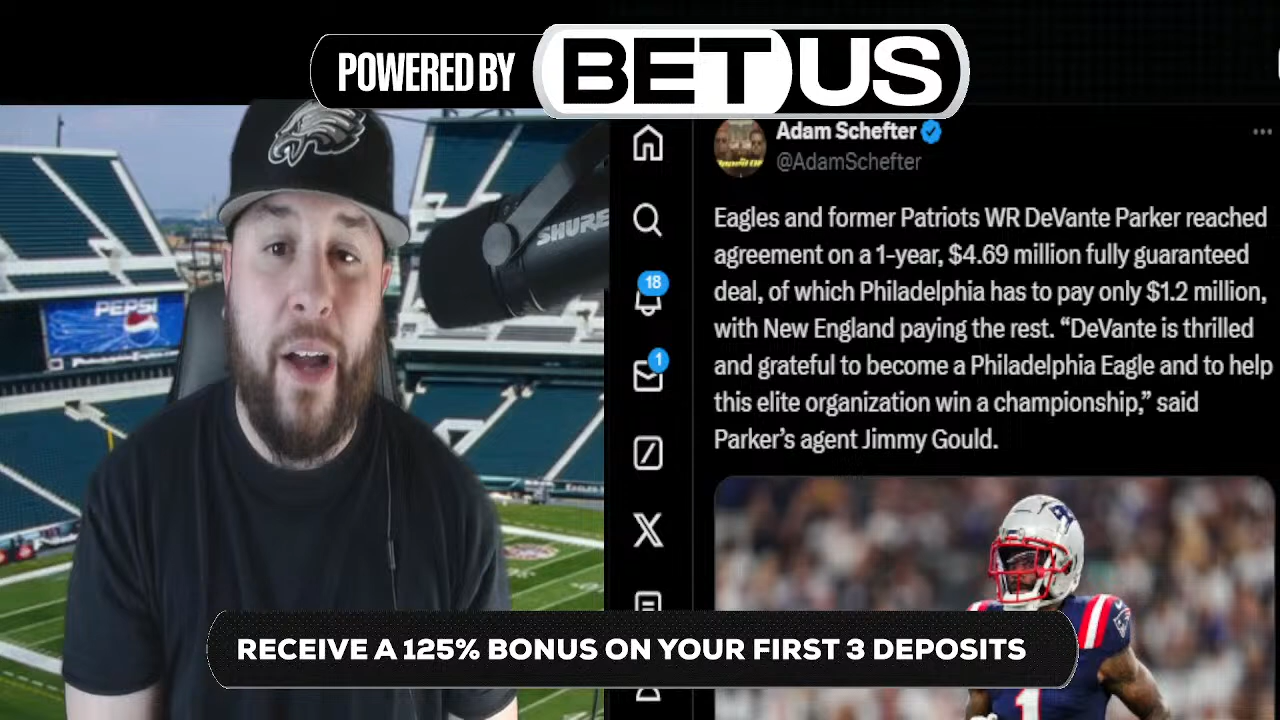 POWERED BY BET US
Adam Schefter
@AdamSchefter
SHURE
18
Eagles and former Patriots WR DeVante Parker reached
agreement on a 1-year, $4.69 million fully guaranteed
deal, of which Philadelphia has to pay only $1.2 million,
with New England paying the rest. “DeVante is thrilled
and grateful to become a Philadelphia Eagle and to help
this elite organization win a championship,” said
Parker’s agent Jimmy Gould.
PEPSI
1
X
RECEIVE A 125% BONUS ON YOUR FIRST 3 DEPOSITS
1